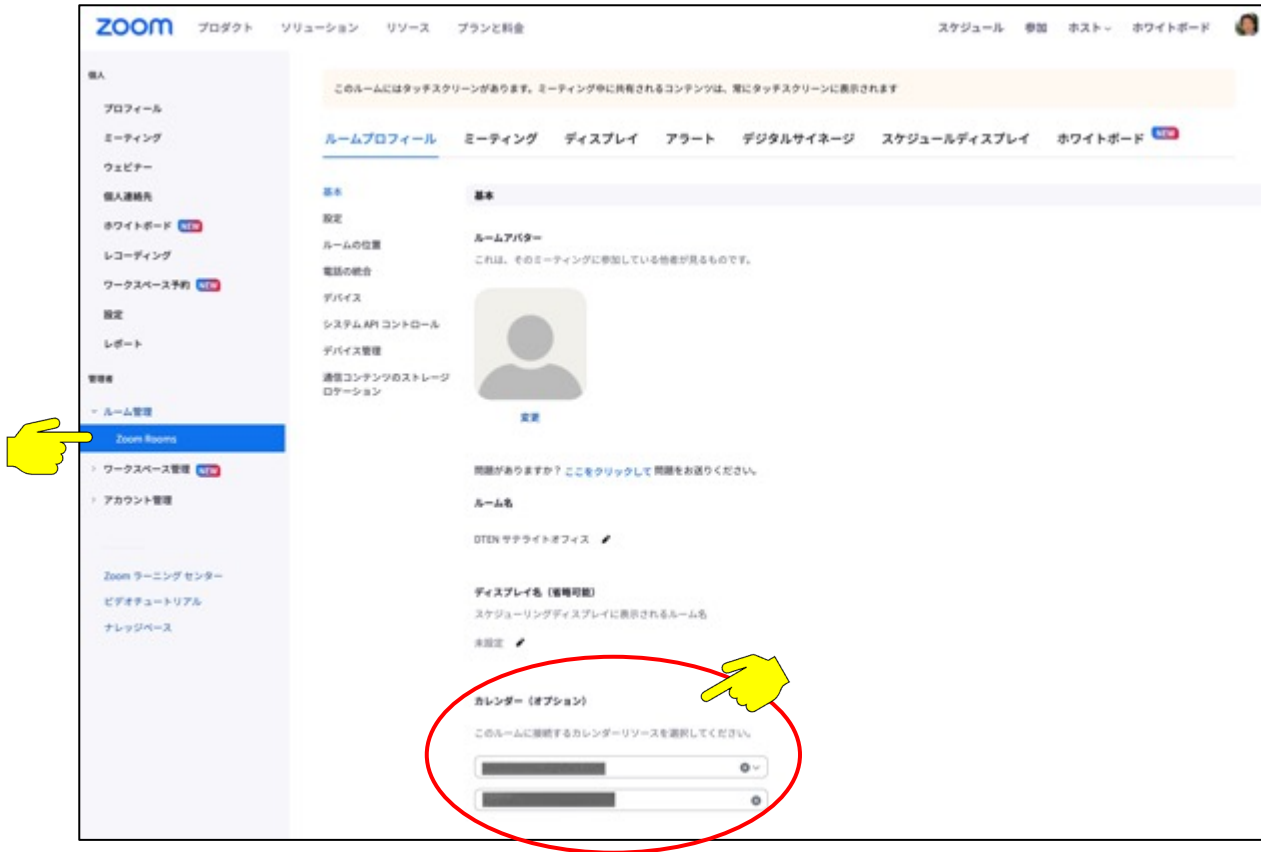 zoom プロダクト ソリューション リソース プランと料金 スケジュール 参加 ホスト ホワイトボード
個人
プロフィール
ミーティング
ウェビナー
個人連絡先
ホワイトボード NEW
レコーディング
ワークスペース予約 NEW
設定
レポート
管理者
ルーム管理
Zoom Rooms
ワークスペース管理 NEW
アカウント管理
Zoom ラーニング センター
ビデオチュートリアル
ナレッジベース
このルームにはタッチスクリーンがあります。ミーティング中に共有されるコンテンツは、常にタッチスクリーンに表示されます
ルームプロフィール ミーティング ディスプレイ アラート デジタルサイネージ スケジュールディスプレイ ホワイトボード NEW
基本
設定
ルームの位置
電話の統合
デバイス
システム API コントロール
デバイス管理
通信コンテンツのストレージ
ロケーション
基本
ルームアバター
これは、そのミーティングに参加している他者が見るものです。
変更
問題がありますか？ここをクリックして 問題をお送りください。
ルーム名
DTEN サテライトオフィス
ディスプレイ名（省略可能）
スケジューリングディスプレイに表示されるルーム名
未設定
カレンダー（オプション）
このルームに接続するカレンダーリソースを選択してください。